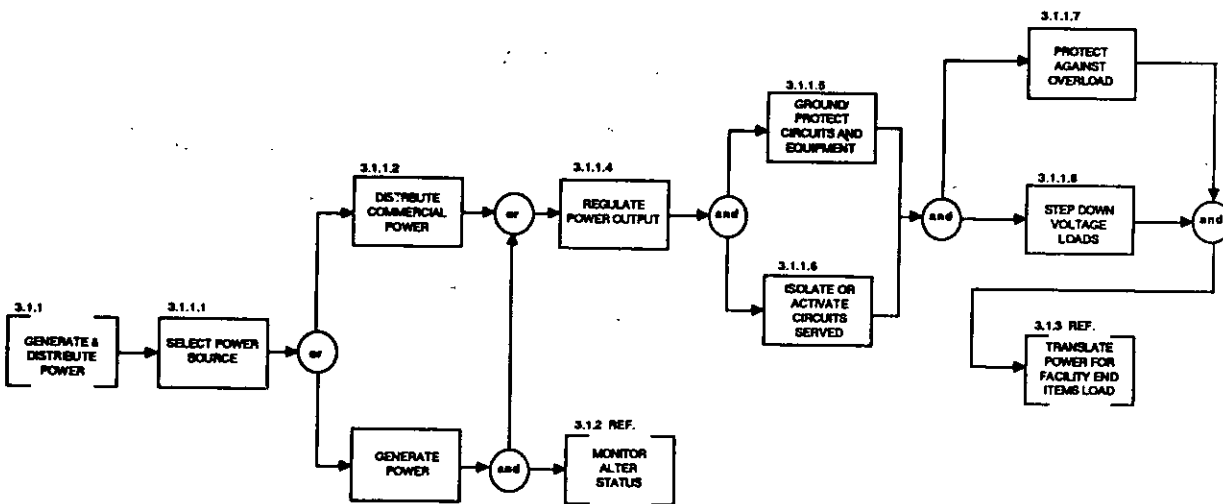 3.1.1
GENERATE &
DISTRIBUTE
POWER
3.1.1.1
SELECT POWER
SOURCE
or
3.1.1.2
DISTRIBUTE
COMMERCIAL
POWER
GENERATE
POWER
or
and
3.1.2 REF.
MONITOR
ALTER
STATUS
3.1.1.4
REGULATE
POWER OUTPUT
and
3.1.1.5
GROUND/
PROTECT
CIRCUITS AND
EQUIPMENT
3.1.1.6
ISOLATE OR
ACTIVATE
CIRCUITS
SERVED
and
3.1.1.7
PROTECT
AGAINST
OVERLOAD
3.1.1.8
STEP DOWN
VOLTAGE
LOADS
and
3.1.3 REF.
TRANSLATE
POWER FOR
FACILITY END
ITEMS LOAD